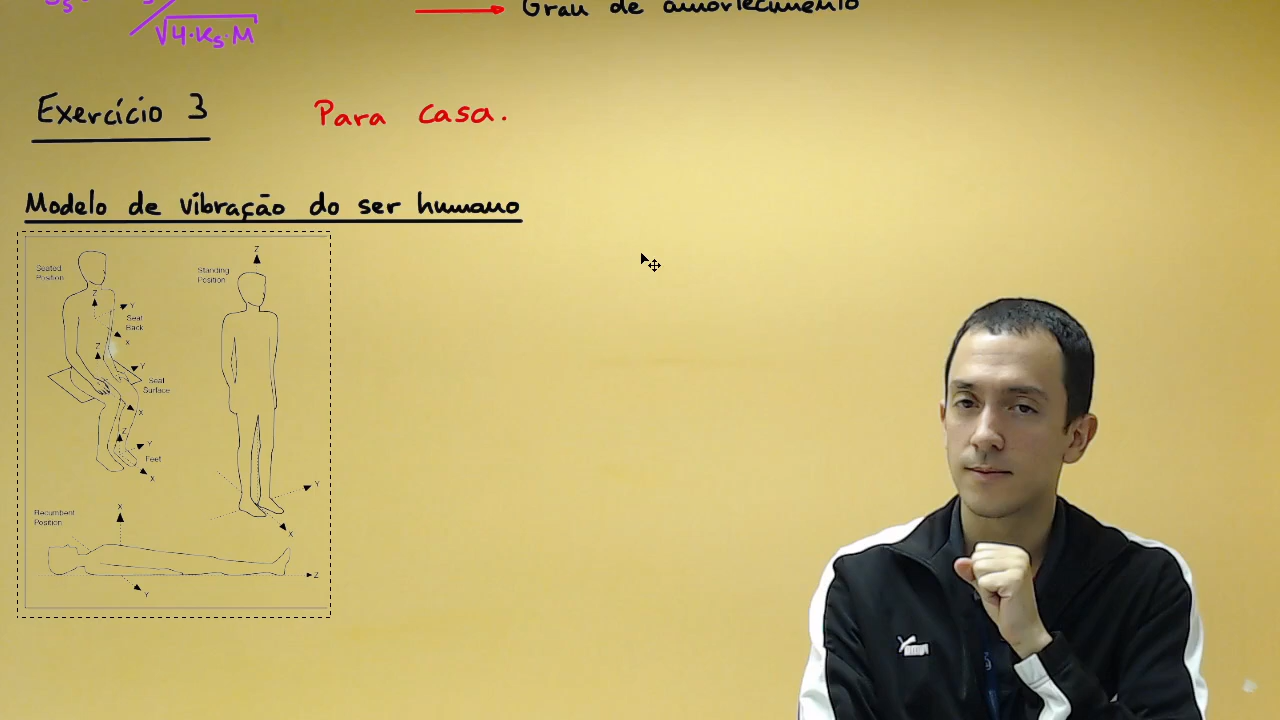 √4·Ks·M
Grau de amortecimento
Exercício 3
Para casa.
Modelo de vibração do ser humano
Seated
Position
Z
Y
Seat
Back
X
Z
Y
Seat
Surface
X
Z
Y
Feet
X
Standing
Position
Z
Y
X
Recumbent
Position
X
Z
Y